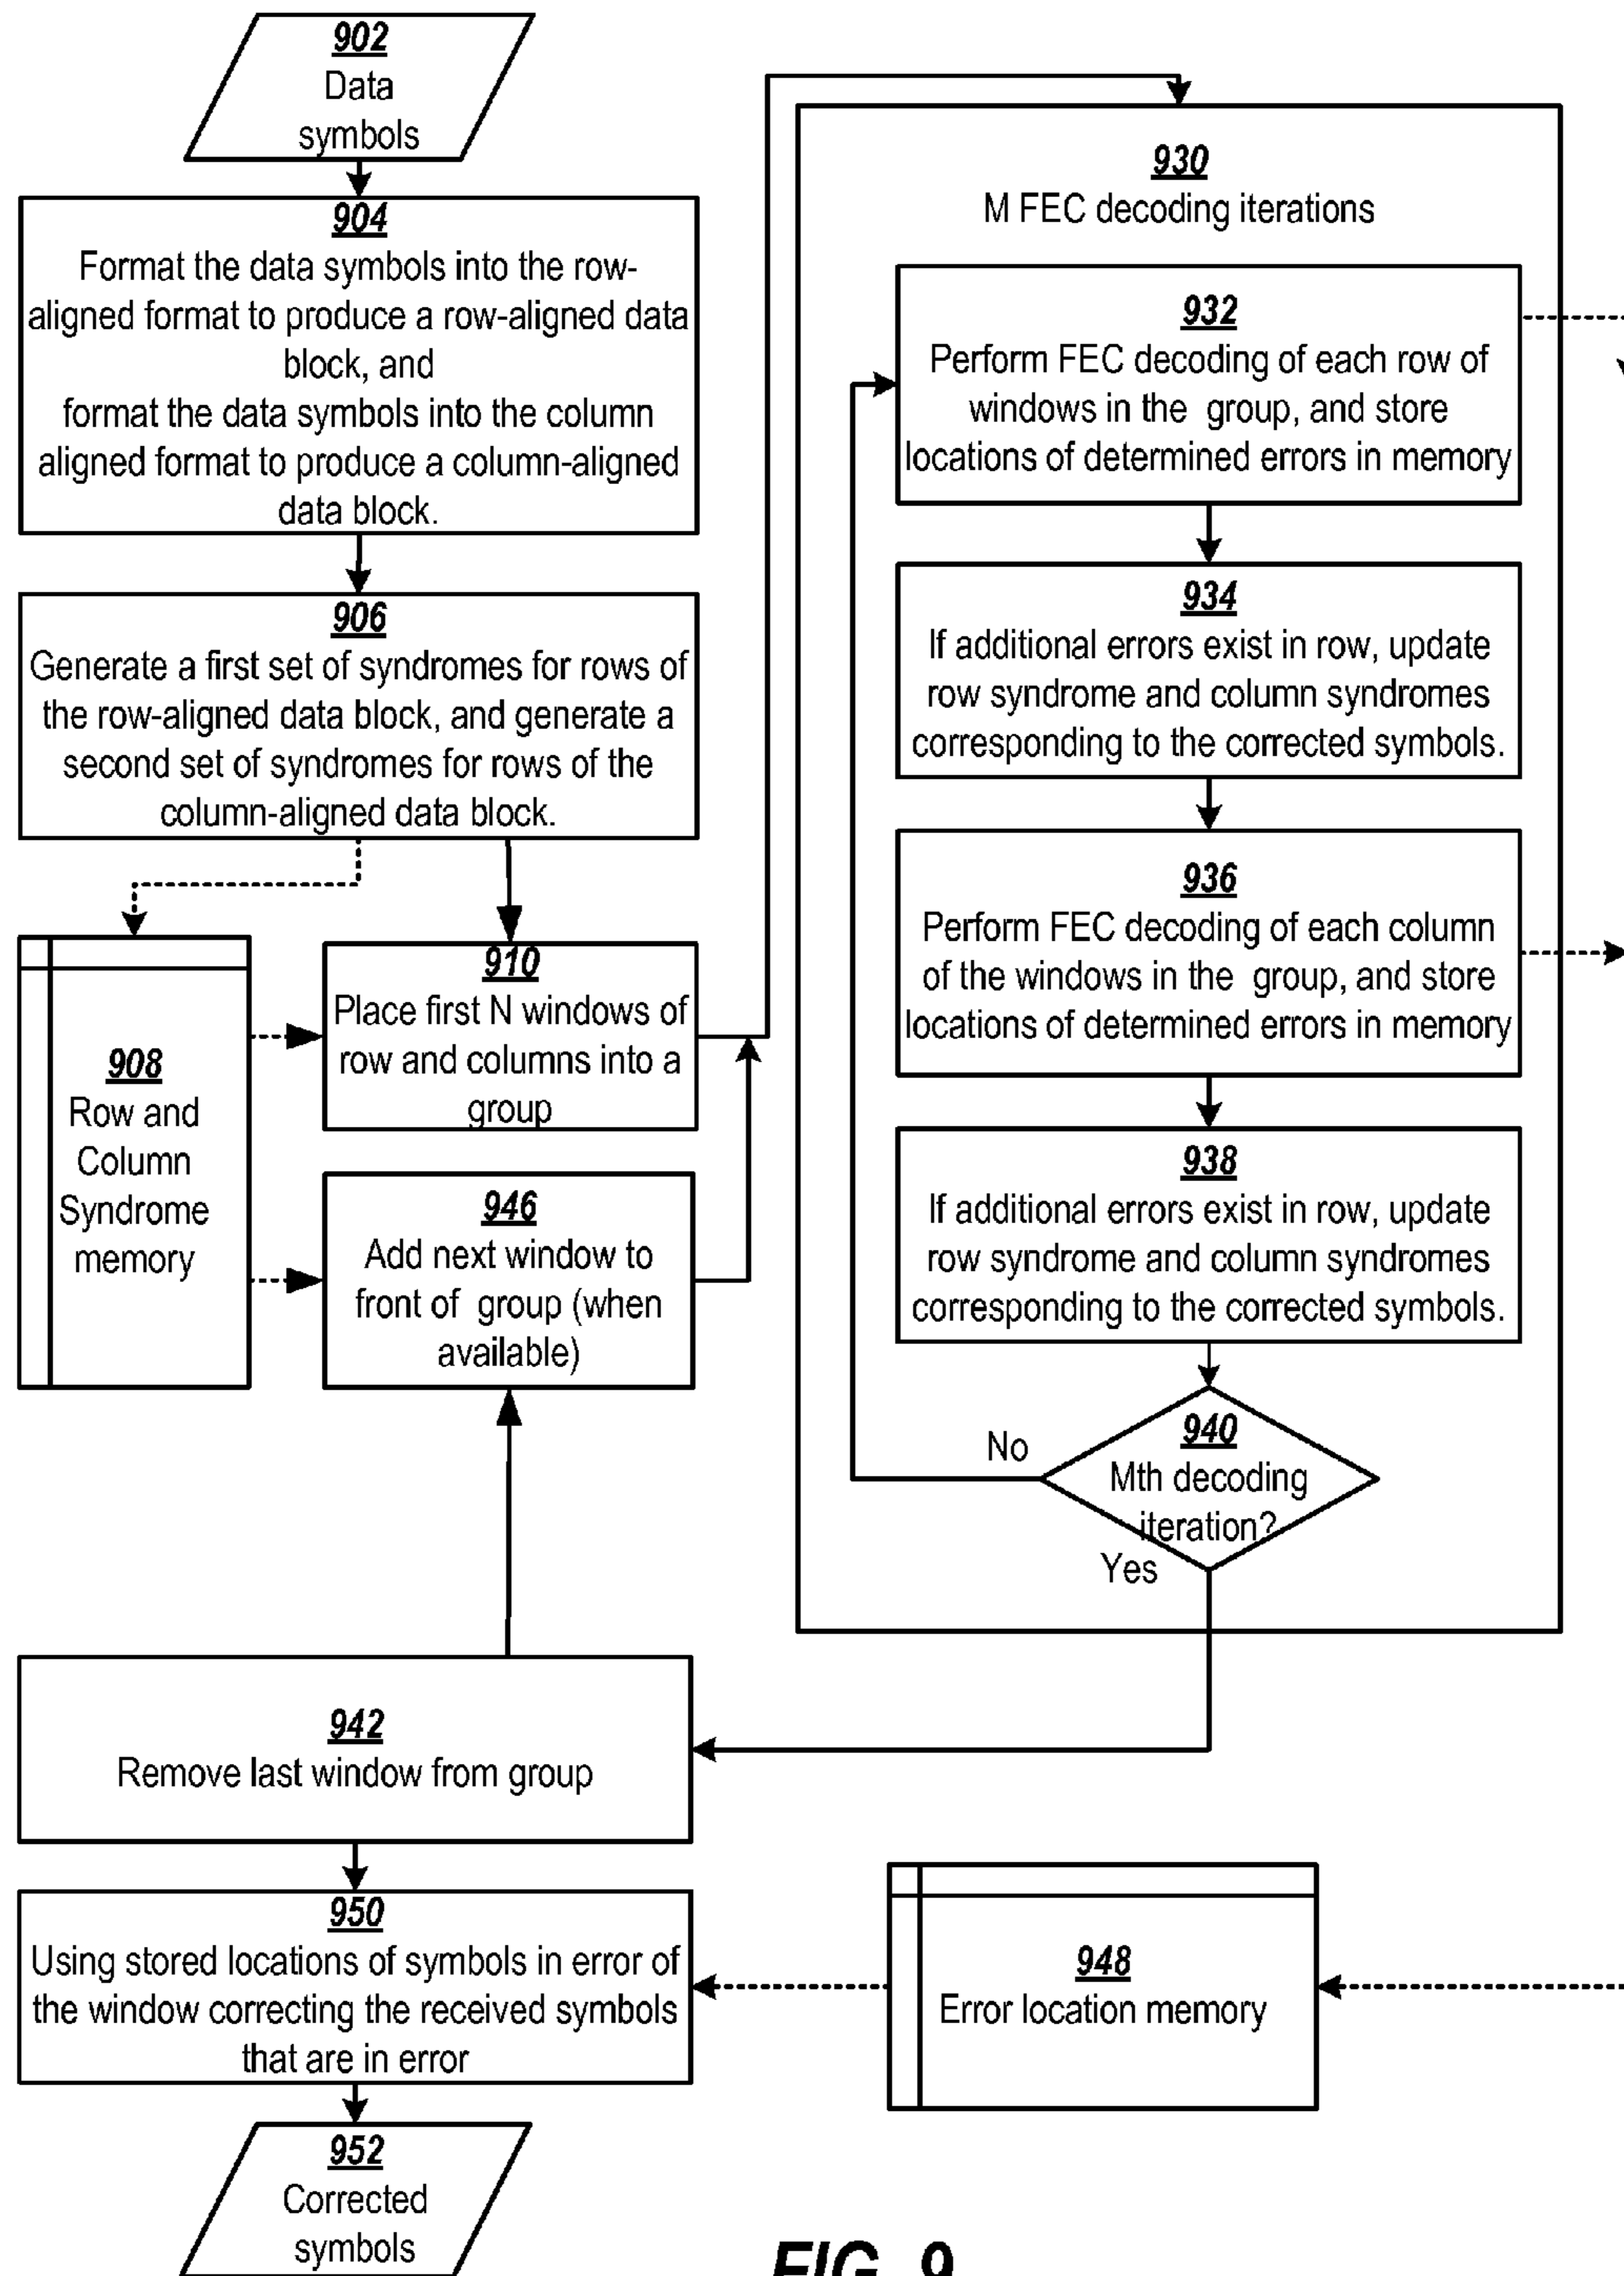 902
Data
symbols
904
Format the data symbols into the row-
aligned format to produce a row-aligned data
block, and
format the data symbols into the column
aligned format to produce a column-aligned
data block.
906
Generate a first set of syndromes for rows of
the row-aligned data block, and generate a
second set of syndromes for rows of the
column-aligned data block.
908
Row and
Column
Syndrome
memory
910
Place first N windows of
row and columns into a
group
946
Add next window to
front of group (when
available)
930
M FEC decoding iterations
932
Perform FEC decoding of each row of
windows in the group, and store
locations of determined errors in memory
934
If additional errors exist in row, update
row syndrome and column syndromes
corresponding to the corrected symbols.
936
Perform FEC decoding of each column
of the windows in the group, and store
locations of determined errors in memory
938
If additional errors exist in row, update
row syndrome and column syndromes
corresponding to the corrected symbols.
940
Mth decoding
iteration?
No
Yes
942
Remove last window from group
950
Using stored locations of symbols in error of
the window correcting the received symbols
that are in error
948
Error location memory
952
Corrected
symbols
FIG. 9